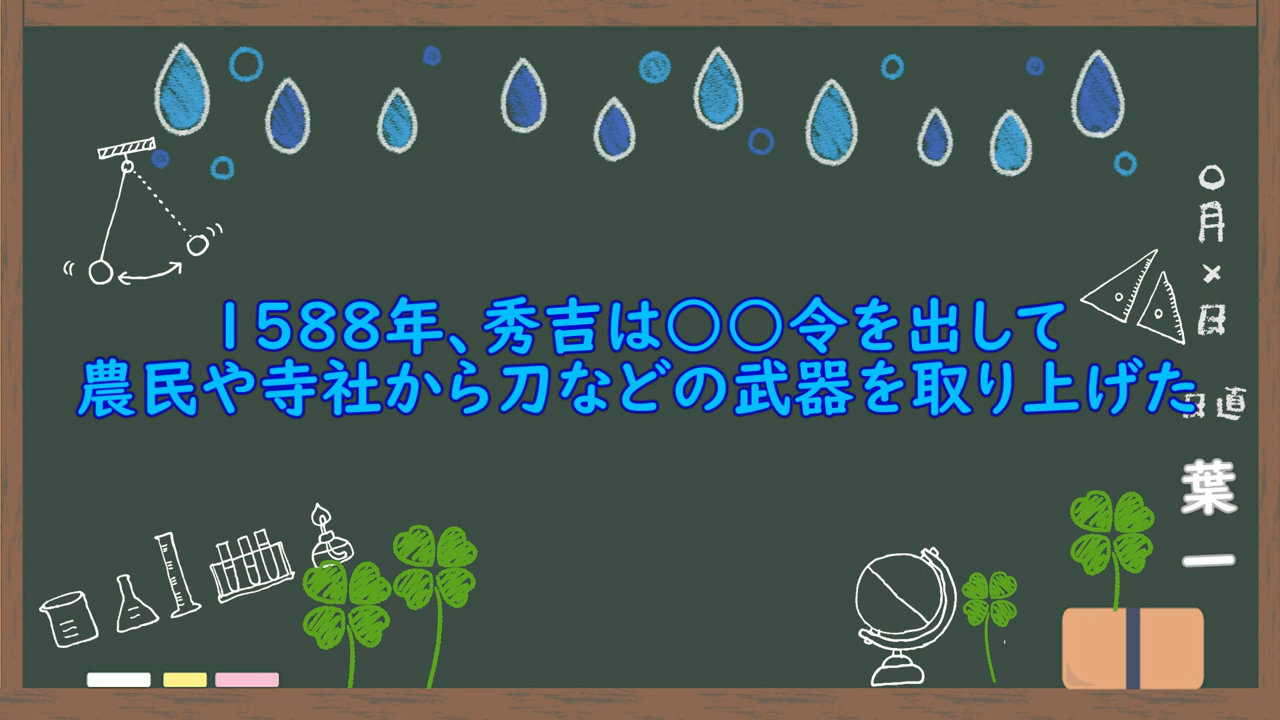 1588年、秀吉は〇〇令を出して
農民や寺社から刀などの武器を取り上げた
〇月×日
日直
葉一